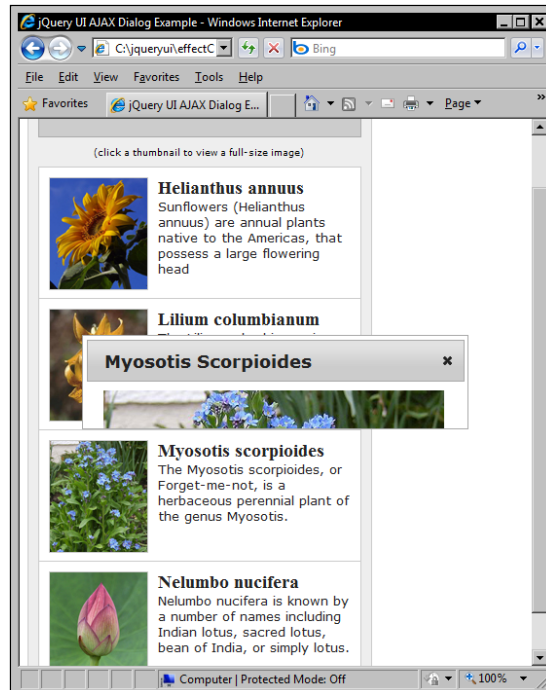 jQuery UI AJAX Dialog Example - Windows Internet Explorer
C:\jqueryui\effectC
Bing
File Edit View Favorites Tools Help
Favorites
jQuery UI AJAX Dialog E...
Page
»
(click a thumbnail to view a full-size image)
Helianthus annuus
Sunflowers (Helianthus
annuus) are annual plants
native to the Americas, that
possess a large flowering
head
Lilium columbianum
Myosotis Scorpioides
Myosotis scorpioides
The Myosotis scorpioides, or
Forget-me-not, is a
herbaceous perennial plant of
the genus Myosotis.
Nelumbo nucifera
Nelumbo nucifera is known by
a number of names including
Indian lotus, sacred lotus,
bean of India, or simply lotus.
Computer | Protected Mode: Off
100%